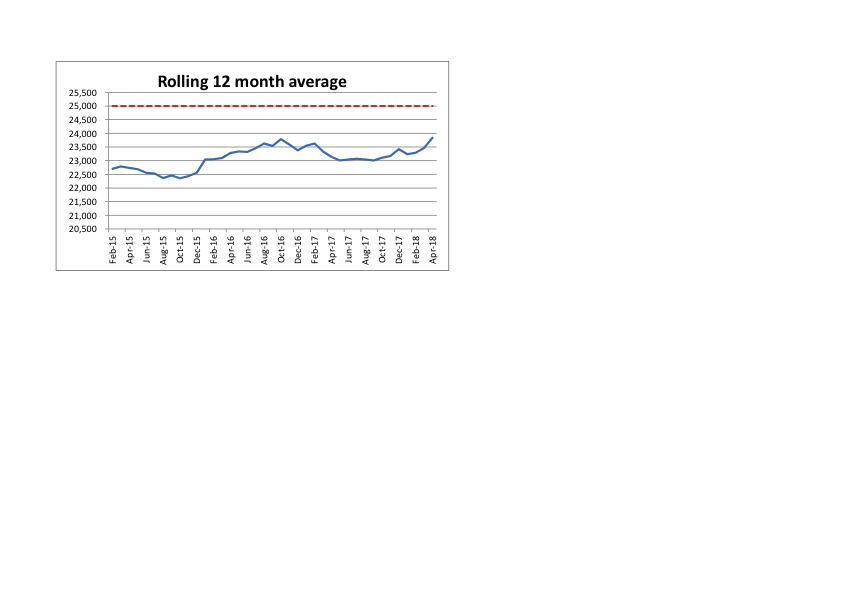 Rolling 12 month average
25,500
25,000
24,500
24,000
23,500
23,000
22,500
22,000
21,500
21,000
20,500
Feb-15
Apr-15
Jun-15
Aug-15
Oct-15
Dec-15
Feb-16
Apr-16
Jun-16
Aug-16
Oct-16
Dec-16
Feb-17
Apr-17
Jun-17
Aug-17
Oct-17
Dec-17
Feb-18
Apr-18